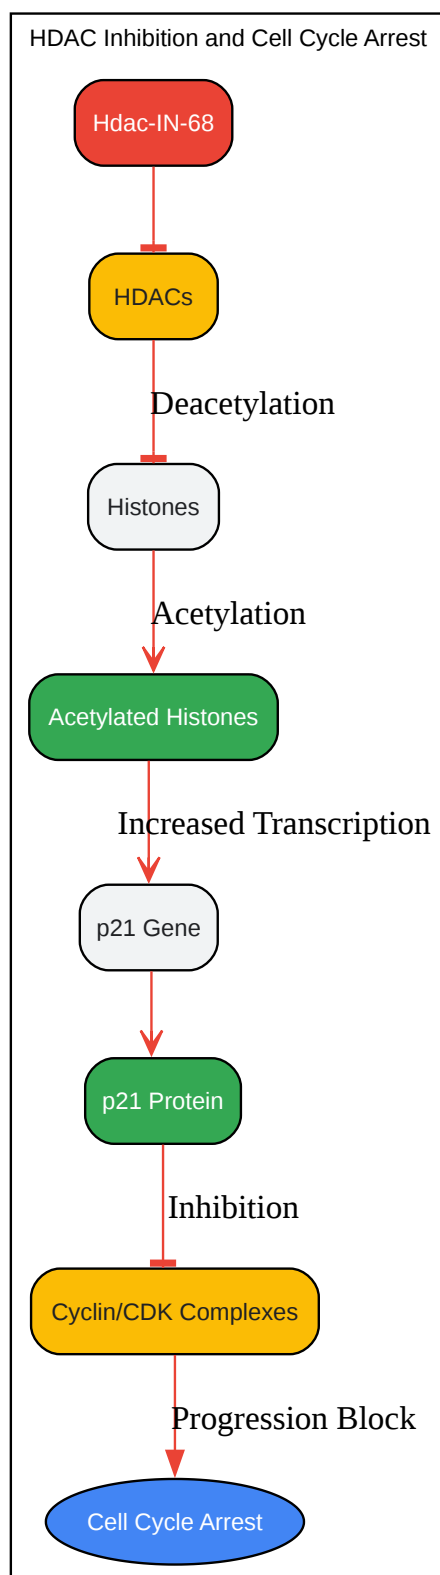 HDAC Inhibition and Cell Cycle Arrest
Hdac-IN-68
HDACs
Deacetylation
Histones
Acetylation
Acetylated Histones
Increased Transcription
p21 Gene
p21 Protein
Inhibition
Cyclin/CDK Complexes
Progression Block
Cell Cycle Arrest